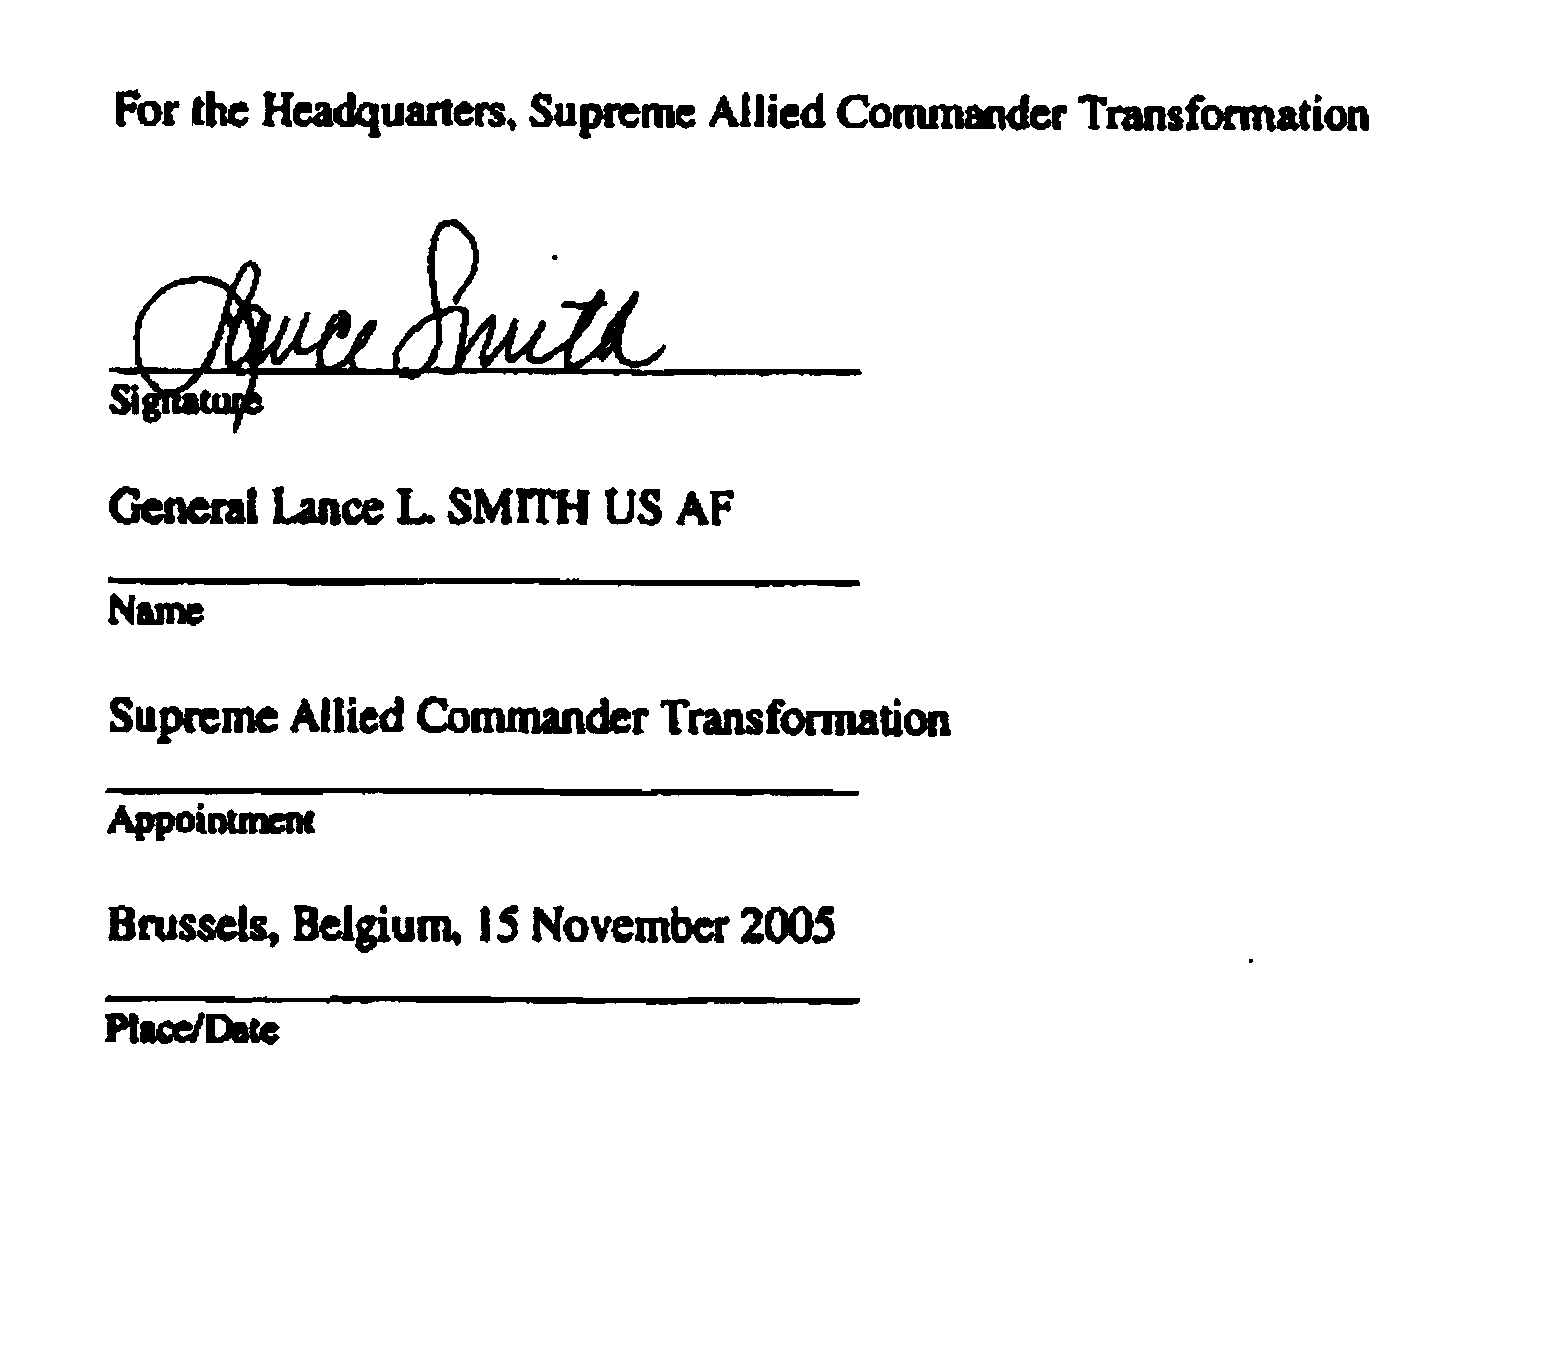 For the Headquarters, Supreme Allied Commander Transformation
Lance Smith
Signature
General Lance L. SMITH US AF
Name
Supreme Allied Commander Transformation
Appointment
Brussels, Belgium, 15 November 2005
Place/Date